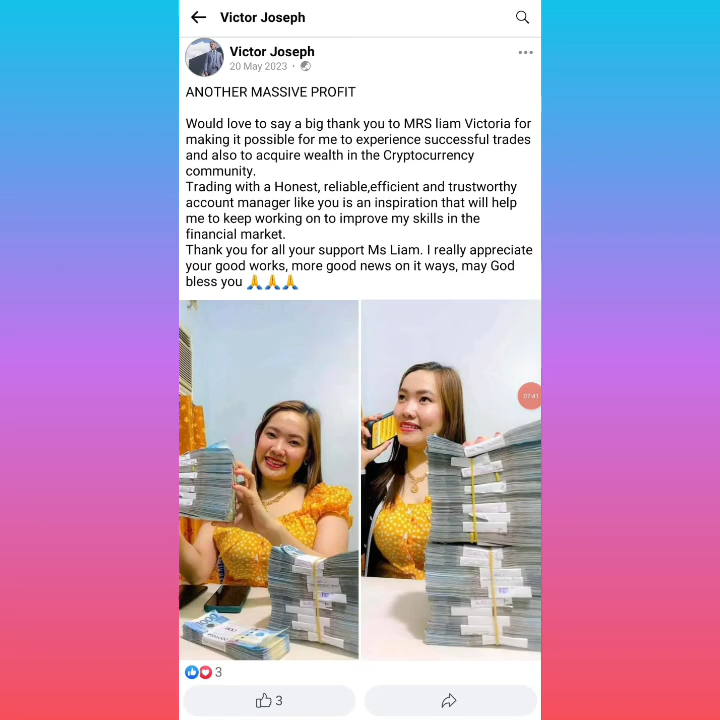 Victor Joseph
Victor Joseph
20 May 2023 ·
ANOTHER MASSIVE PROFIT
Would love to say a big thank you to MRS liam Victoria for
making it possible for me to experience successful trades
and also to acquire wealth in the Cryptocurrency
community.
Trading with a Honest, reliable,efficient and trustworthy
account manager like you is an inspiration that will help
me to keep working on to improve my skills in the
financial market.
Thank you for all your support Ms Liam. I really appreciate
your good works, more good news on it ways, may God
bless you 🙏🙏🙏
07:41
1000
3
3